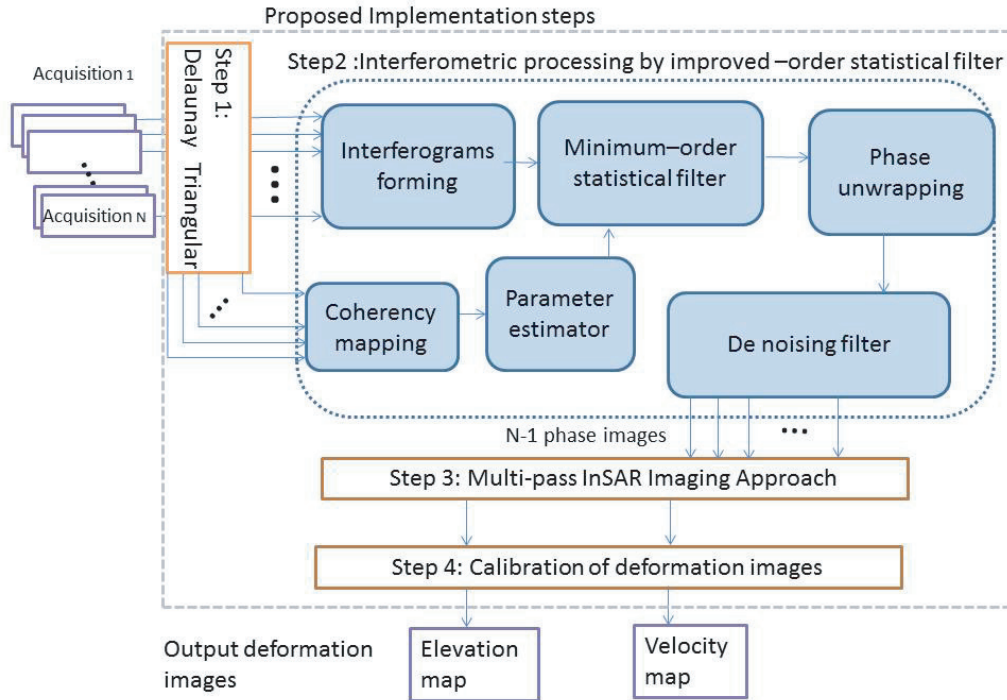 Proposed Implementation steps
Acquisition 1
Acquisition N
Step 1:
Delaunay Triangular
Step2 :Interferometric processing by improved –order statistical filter
Interferograms
forming
Minimum–order
statistical filter
Phase
unwrapping
Coherency
mapping
Parameter
estimator
De noising filter
N-1 phase images
Step 3: Multi-pass InSAR Imaging Approach
Step 4: Calibration of deformation images
Output deformation
images
Elevation
map
Velocity
map